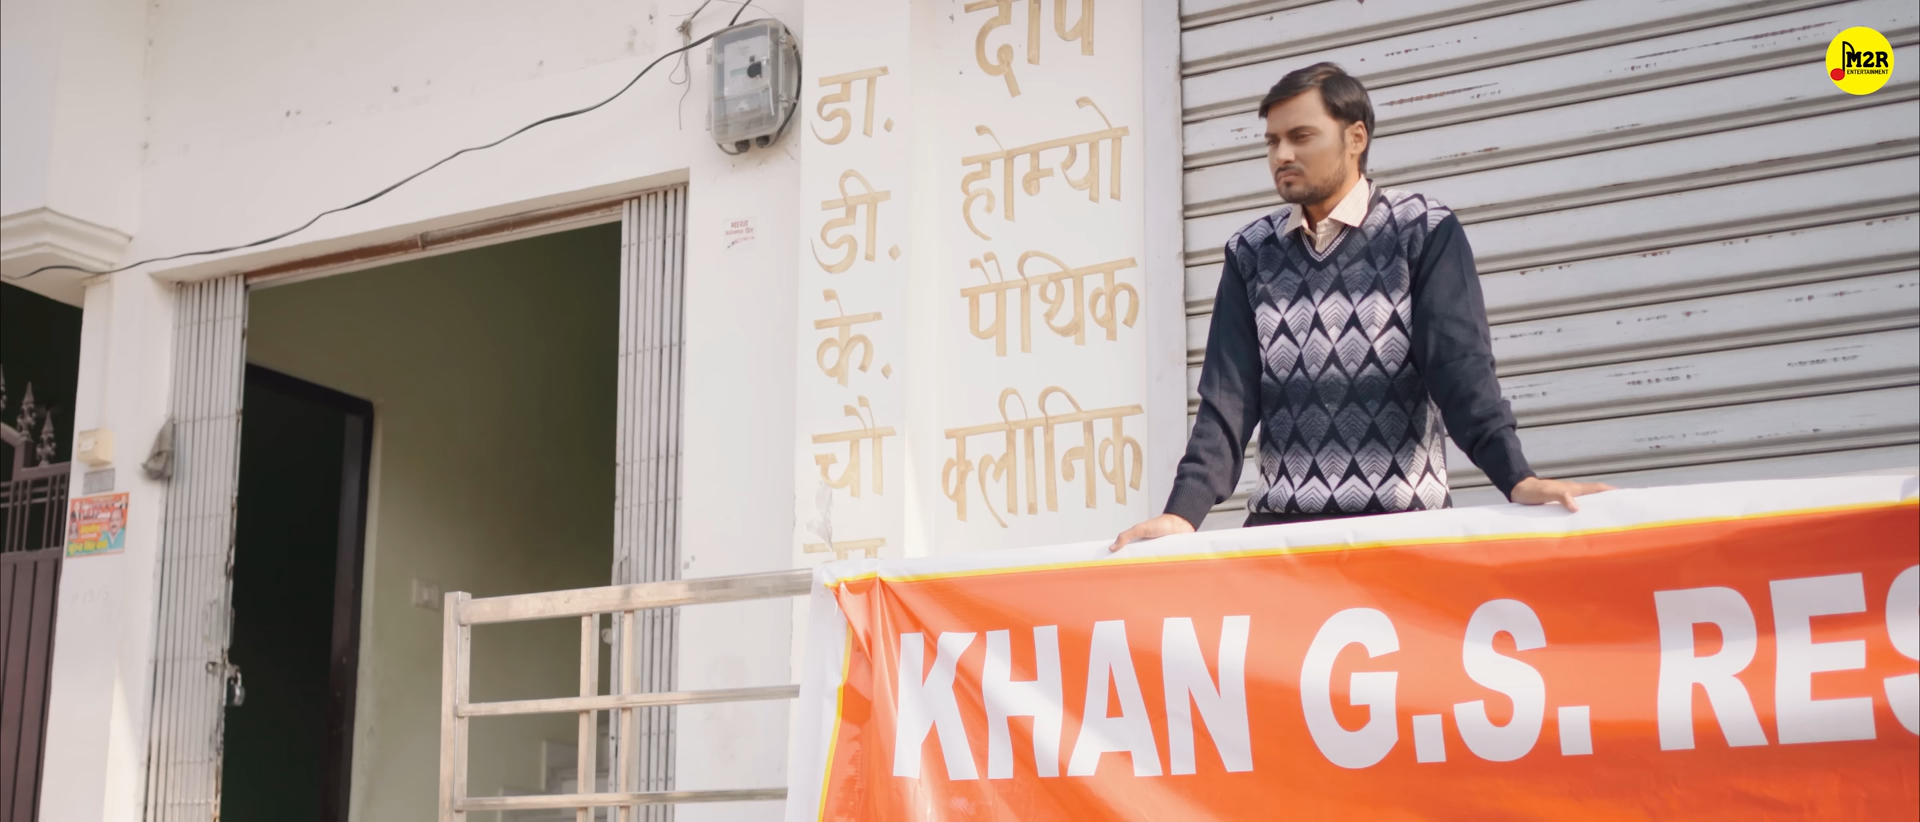 डा.
डी.
के.
चौ
दीप
होम्यो
पैथिक
क्लीनिक
KHAN G.S. RES
M2R
ENTERTAINMENT